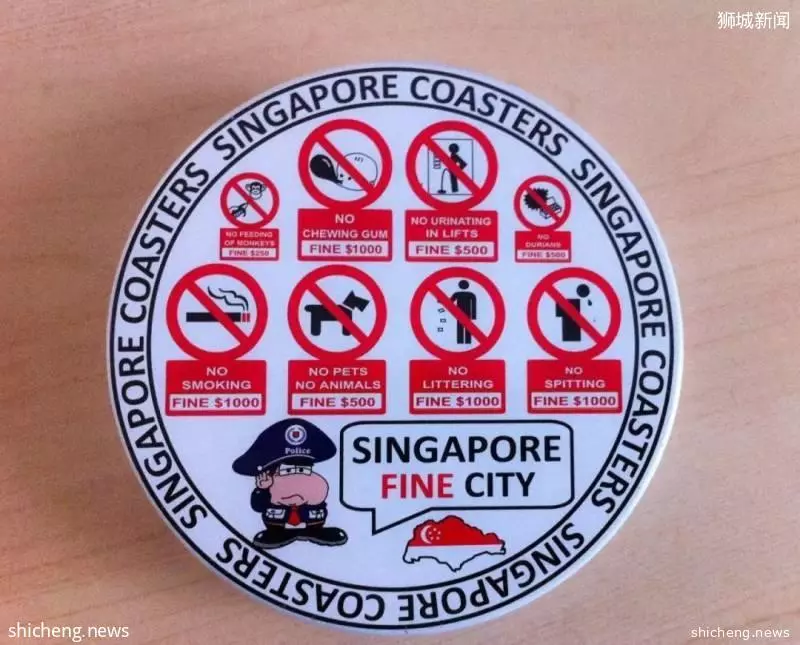 狮城新闻
SINGAPORE COASTERS
SINGAPORE COASTERS
SINGAPORE COASTERS
SINGAPORE COASTERS
SINGAPORE COASTERS
NO FEEDING
OF MONKEYS
FINE $250
NO
CHEWING GUM
FINE $1000
NO URINATING
IN LIFTS
FINE $500
NO
DURIANS
FINE $500
NO
SMOKING
FINE $1000
NO PETS
NO ANIMALS
FINE $500
NO
LITTERING
FINE $1000
NO
SPITTING
FINE $1000
Police
SINGAPORE
FINE CITY
shicheng.news
shicheng.news